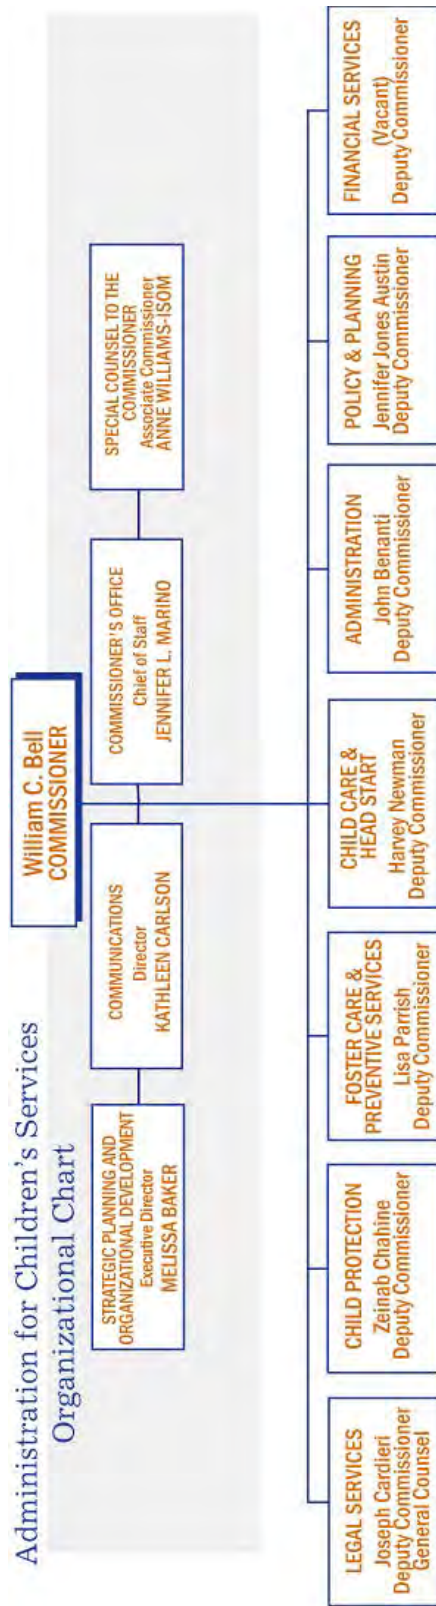 Administration for Children's Services
Organizational Chart
William C. Bell
COMMISSIONER
STRATEGIC PLANNING AND
ORGANIZATIONAL DEVELOPMENT
Executive Director
MELISSA BAKER
COMMUNICATIONS
Director
KATHLEEN CARLSON
COMMISSIONER'S OFFICE
Chief of Staff
JENNIFER L. MARINO
SPECIAL COUNSEL TO THE
COMMISSIONER
Associate Commissioner
ANNE WILLIAMS-ISOM
LEGAL SERVICES
Joseph Cardieri
Deputy Commissioner
General Counsel
CHILD PROTECTION
Zeinab Chahine
Deputy Commissioner
FOSTER CARE &
PREVENTIVE SERVICES
Lisa Parrish
Deputy Commissioner
CHILD CARE &
HEAD START
Harvey Newman
Deputy Commissioner
ADMINISTRATION
John Benanti
Deputy Commissioner
POLICY & PLANNING
Jennifer Jones Austin
Deputy Commissioner
FINANCIAL SERVICES
(Vacant)
Deputy Commissioner